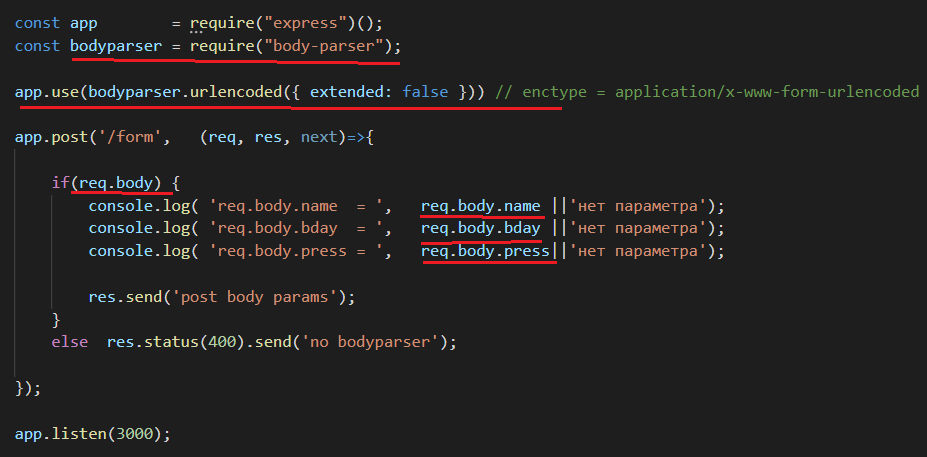 const app        = require("express")();
const bodyparser = require("body-parser");
app.use(bodyparser.urlencoded({ extended: false })) // enctype = application/x-www-form-urlencoded
app.post('/form',   (req, res, next)=>{
if(req.body) {
console.log( 'req.body.name  = ',   req.body.name ||'нет параметра');
console.log( 'req.body.bday  = ',   req.body.bday ||'нет параметра');
console.log( 'req.body.press = ',   req.body.press||'нет параметра');
res.send('post body params');
}
else  res.status(400).send('no bodyparser');
});
app.listen(3000);